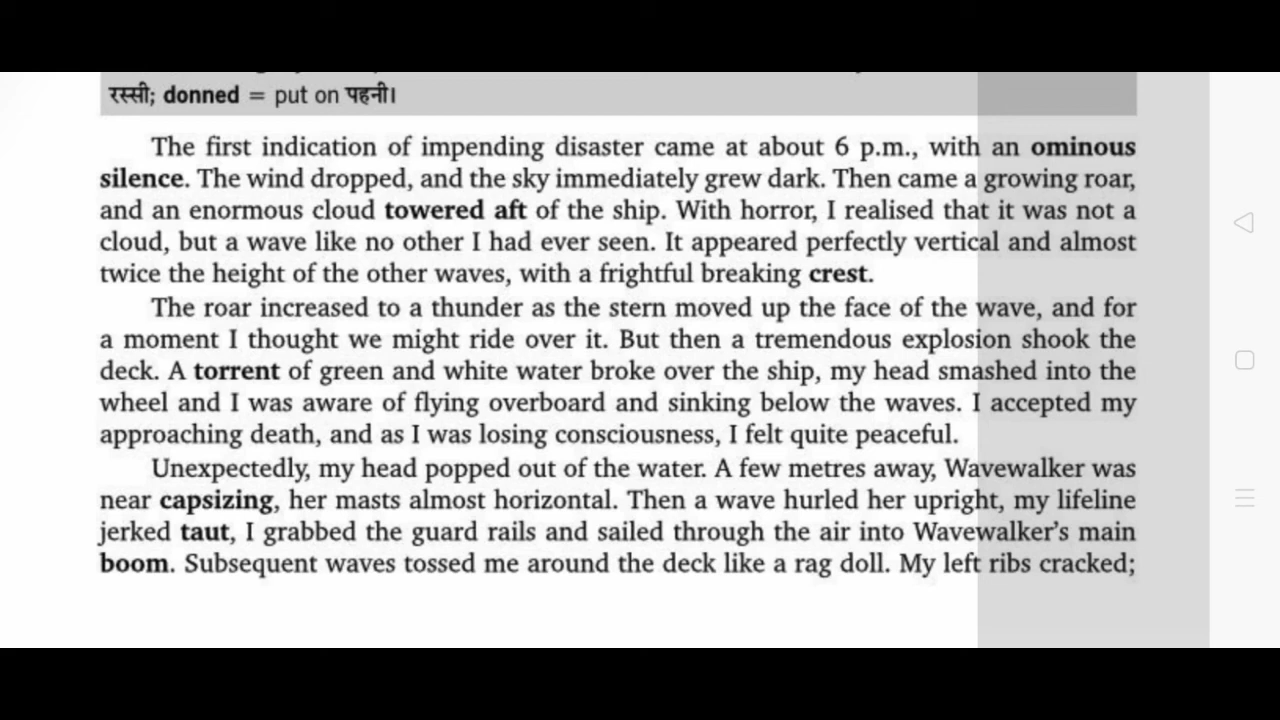 रस्सी; donned = put on पहनी।
The first indication of impending disaster came at about 6 p.m., with an ominous
silence. The wind dropped, and the sky immediately grew dark. Then came a growing roar,
and an enormous cloud towered aft of the ship. With horror, I realised that it was not a
cloud, but a wave like no other I had ever seen. It appeared perfectly vertical and almost
twice the height of the other waves, with a frightful breaking crest.
The roar increased to a thunder as the stern moved up the face of the wave, and for
a moment I thought we might ride over it. But then a tremendous explosion shook the
deck. A torrent of green and white water broke over the ship, my head smashed into the
wheel and I was aware of flying overboard and sinking below the waves. I accepted my
approaching death, and as I was losing consciousness, I felt quite peaceful.
Unexpectedly, my head popped out of the water. A few metres away, Wavewalker was
near capsizing, her masts almost horizontal. Then a wave hurled her upright, my lifeline
jerked taut, I grabbed the guard rails and sailed through the air into Wavewalker's main
boom. Subsequent waves tossed me around the deck like a rag doll. My left ribs cracked;